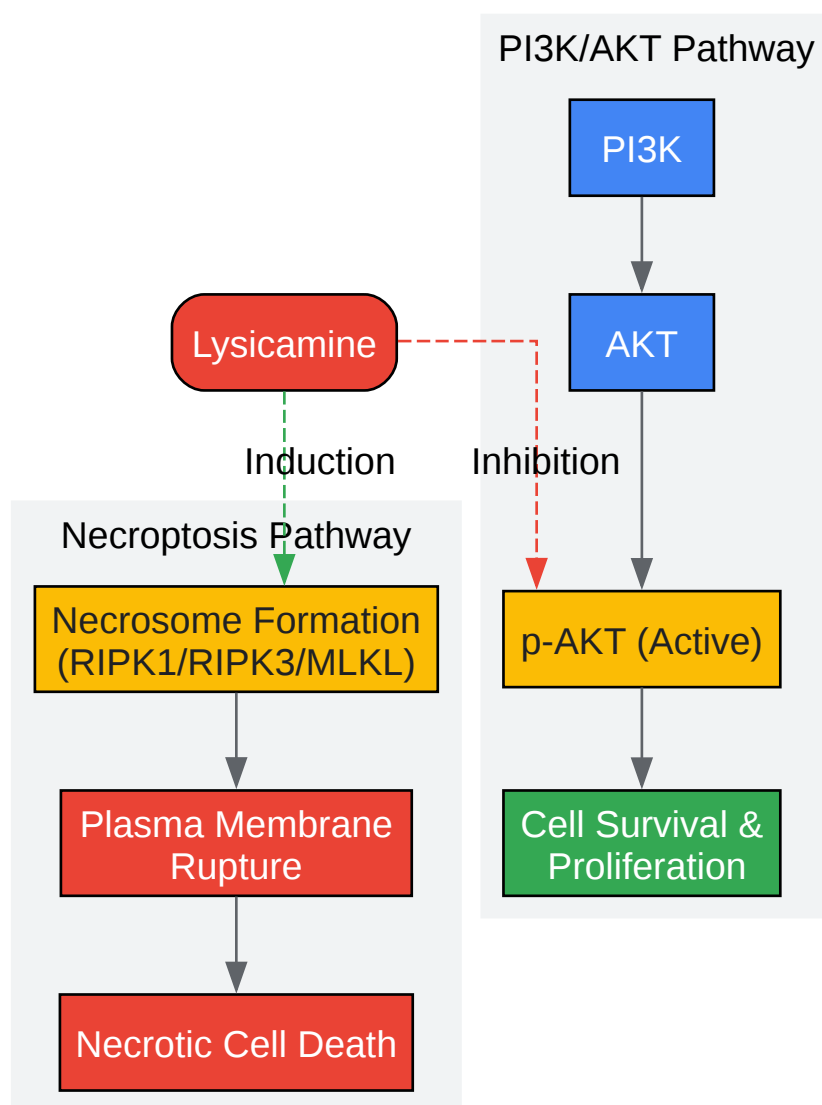 PI3K/AKT Pathway
PI3K
Lysicamine
AKT
Induction
Inhibition
Necroptosis Pathway
Necrosome Formation
(RIPK1/RIPK3/MLKL)
p-AKT (Active)
Plasma Membrane
Rupture
Cell Survival &
Proliferation
Necrotic Cell Death